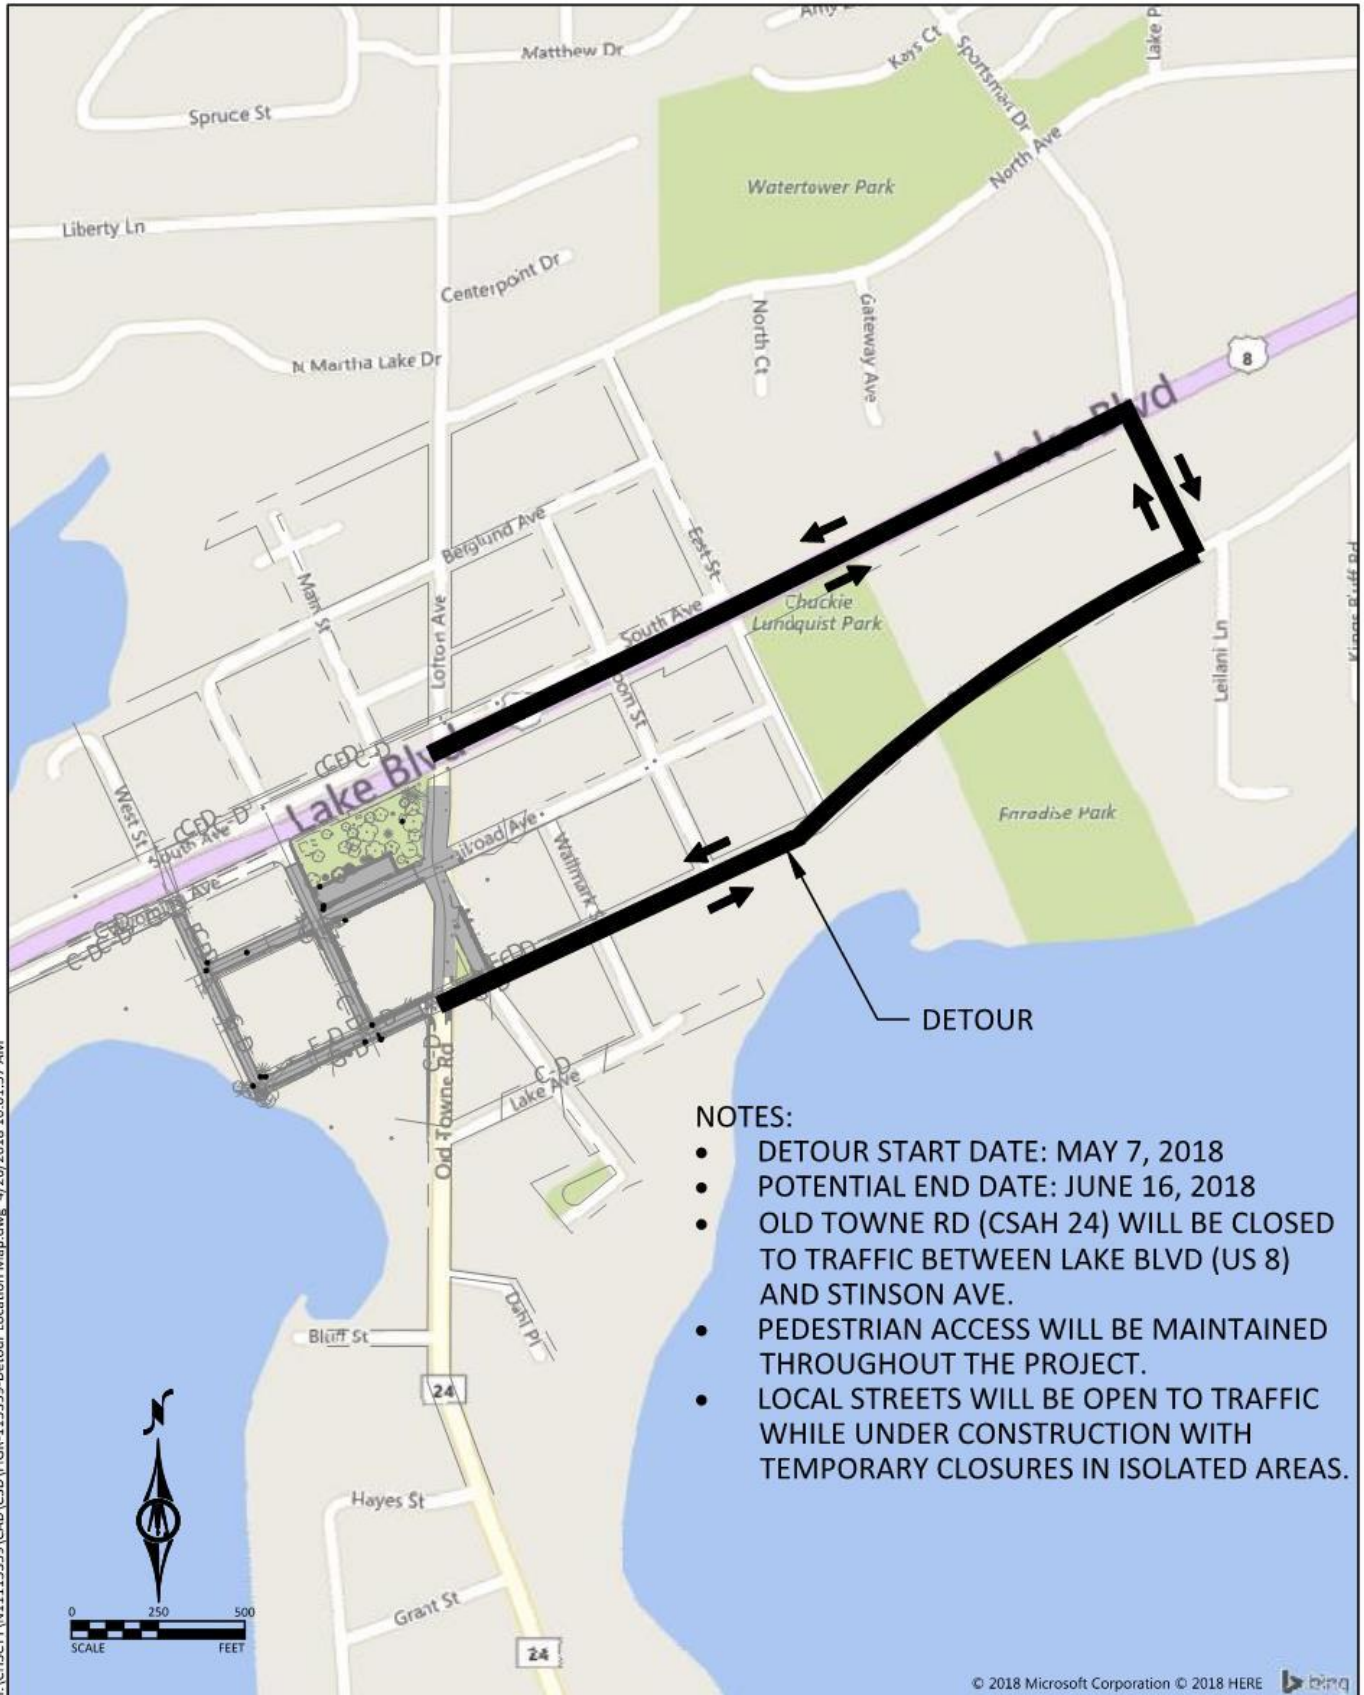 Matthew Dr
Kays Ct
Sportsman Dr
Lake P
Spruce St
North Ave
Watertower Park
Liberty Ln
Centerpoint Dr
North Ct
Gateway Ave
N Martha Lake Dr
8
Lake Blvd
Berglund Ave
East St
Main St
Lofton Ave
South Ave
Chuckie
Lundquist Park
Leilani Ln
Lake Blvd
West St
South Ave
Paradise Park
Wallmark
DETOUR
Lake Ave
Old Towne Rd
NOTES:
• DETOUR START DATE: MAY 7, 2018
• POTENTIAL END DATE: JUNE 16, 2018
• OLD TOWNE RD (CSAH 24) WILL BE CLOSED
TO TRAFFIC BETWEEN LAKE BLVD (US 8)
AND STINSON AVE.
• PEDESTRIAN ACCESS WILL BE MAINTAINED
THROUGHOUT THE PROJECT.
• LOCAL STREETS WILL BE OPEN TO TRAFFIC
WHILE UNDER CONSTRUCTION WITH
TEMPORARY CLOSURES IN ISOLATED AREAS.
Dahl Pl
Bluff St
24
N
Hayes St
Grant St
0 250 500
SCALE FEET
24
© 2018 Microsoft Corporation © 2018 HERE bing